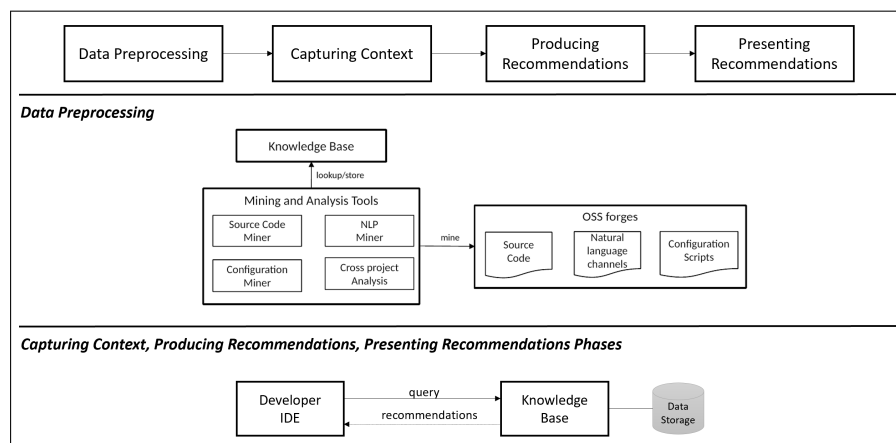 Data Preprocessing
Capturing Context
Producing
Recommendations
Presenting
Recommendations
Data Preprocessing
Knowledge Base
lookup/store
Mining and Analysis Tools
Source Code
Miner
NLP
Miner
Configuration
Miner
Cross project
Analysis
mine
OSS forges
Source
Code
Natural
language
channels
Configuration
Scripts
Capturing Context, Producing Recommendations, Presenting Recommendations Phases
Developer
IDE
query
recommendations
Knowledge
Base
Data
Storage